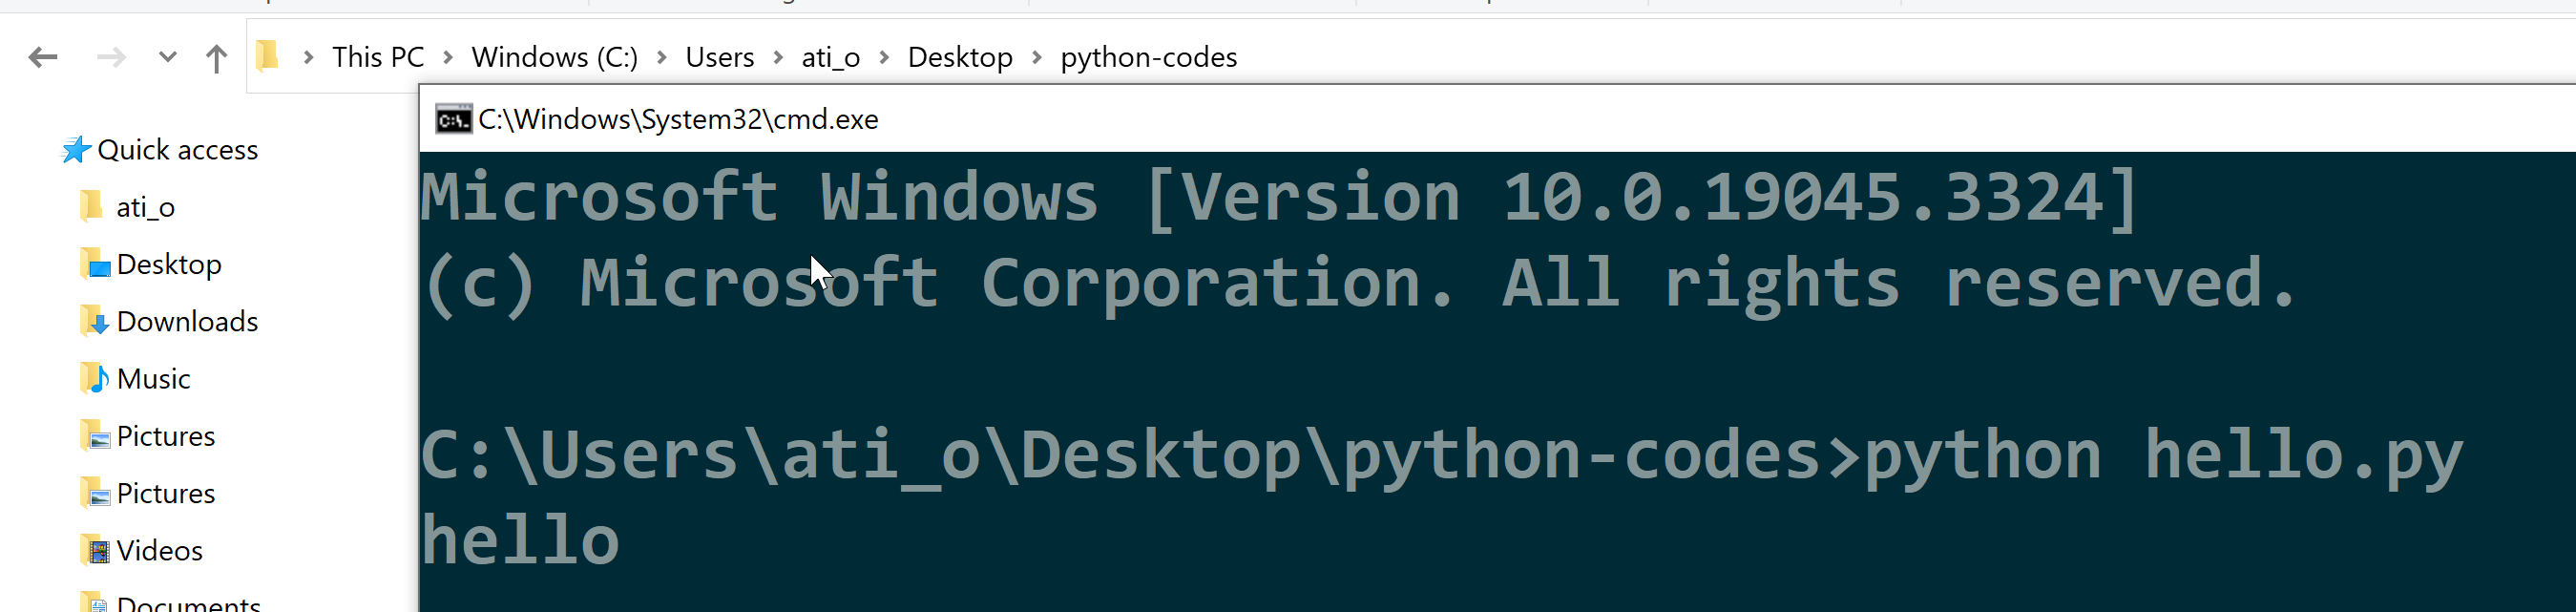 This PC > Windows (C:) > Users > ati_o > Desktop > python-codes
C:\Windows\System32\cmd.exe
Quick access
ati_o
Desktop
Downloads
Music
Pictures
Pictures
Videos
Documents
Microsoft Windows [Version 10.0.19045.3324]
(c) Microsoft Corporation. All rights reserved.
C:\Users\ati_o\Desktop\python-codes>python hello.py
hello